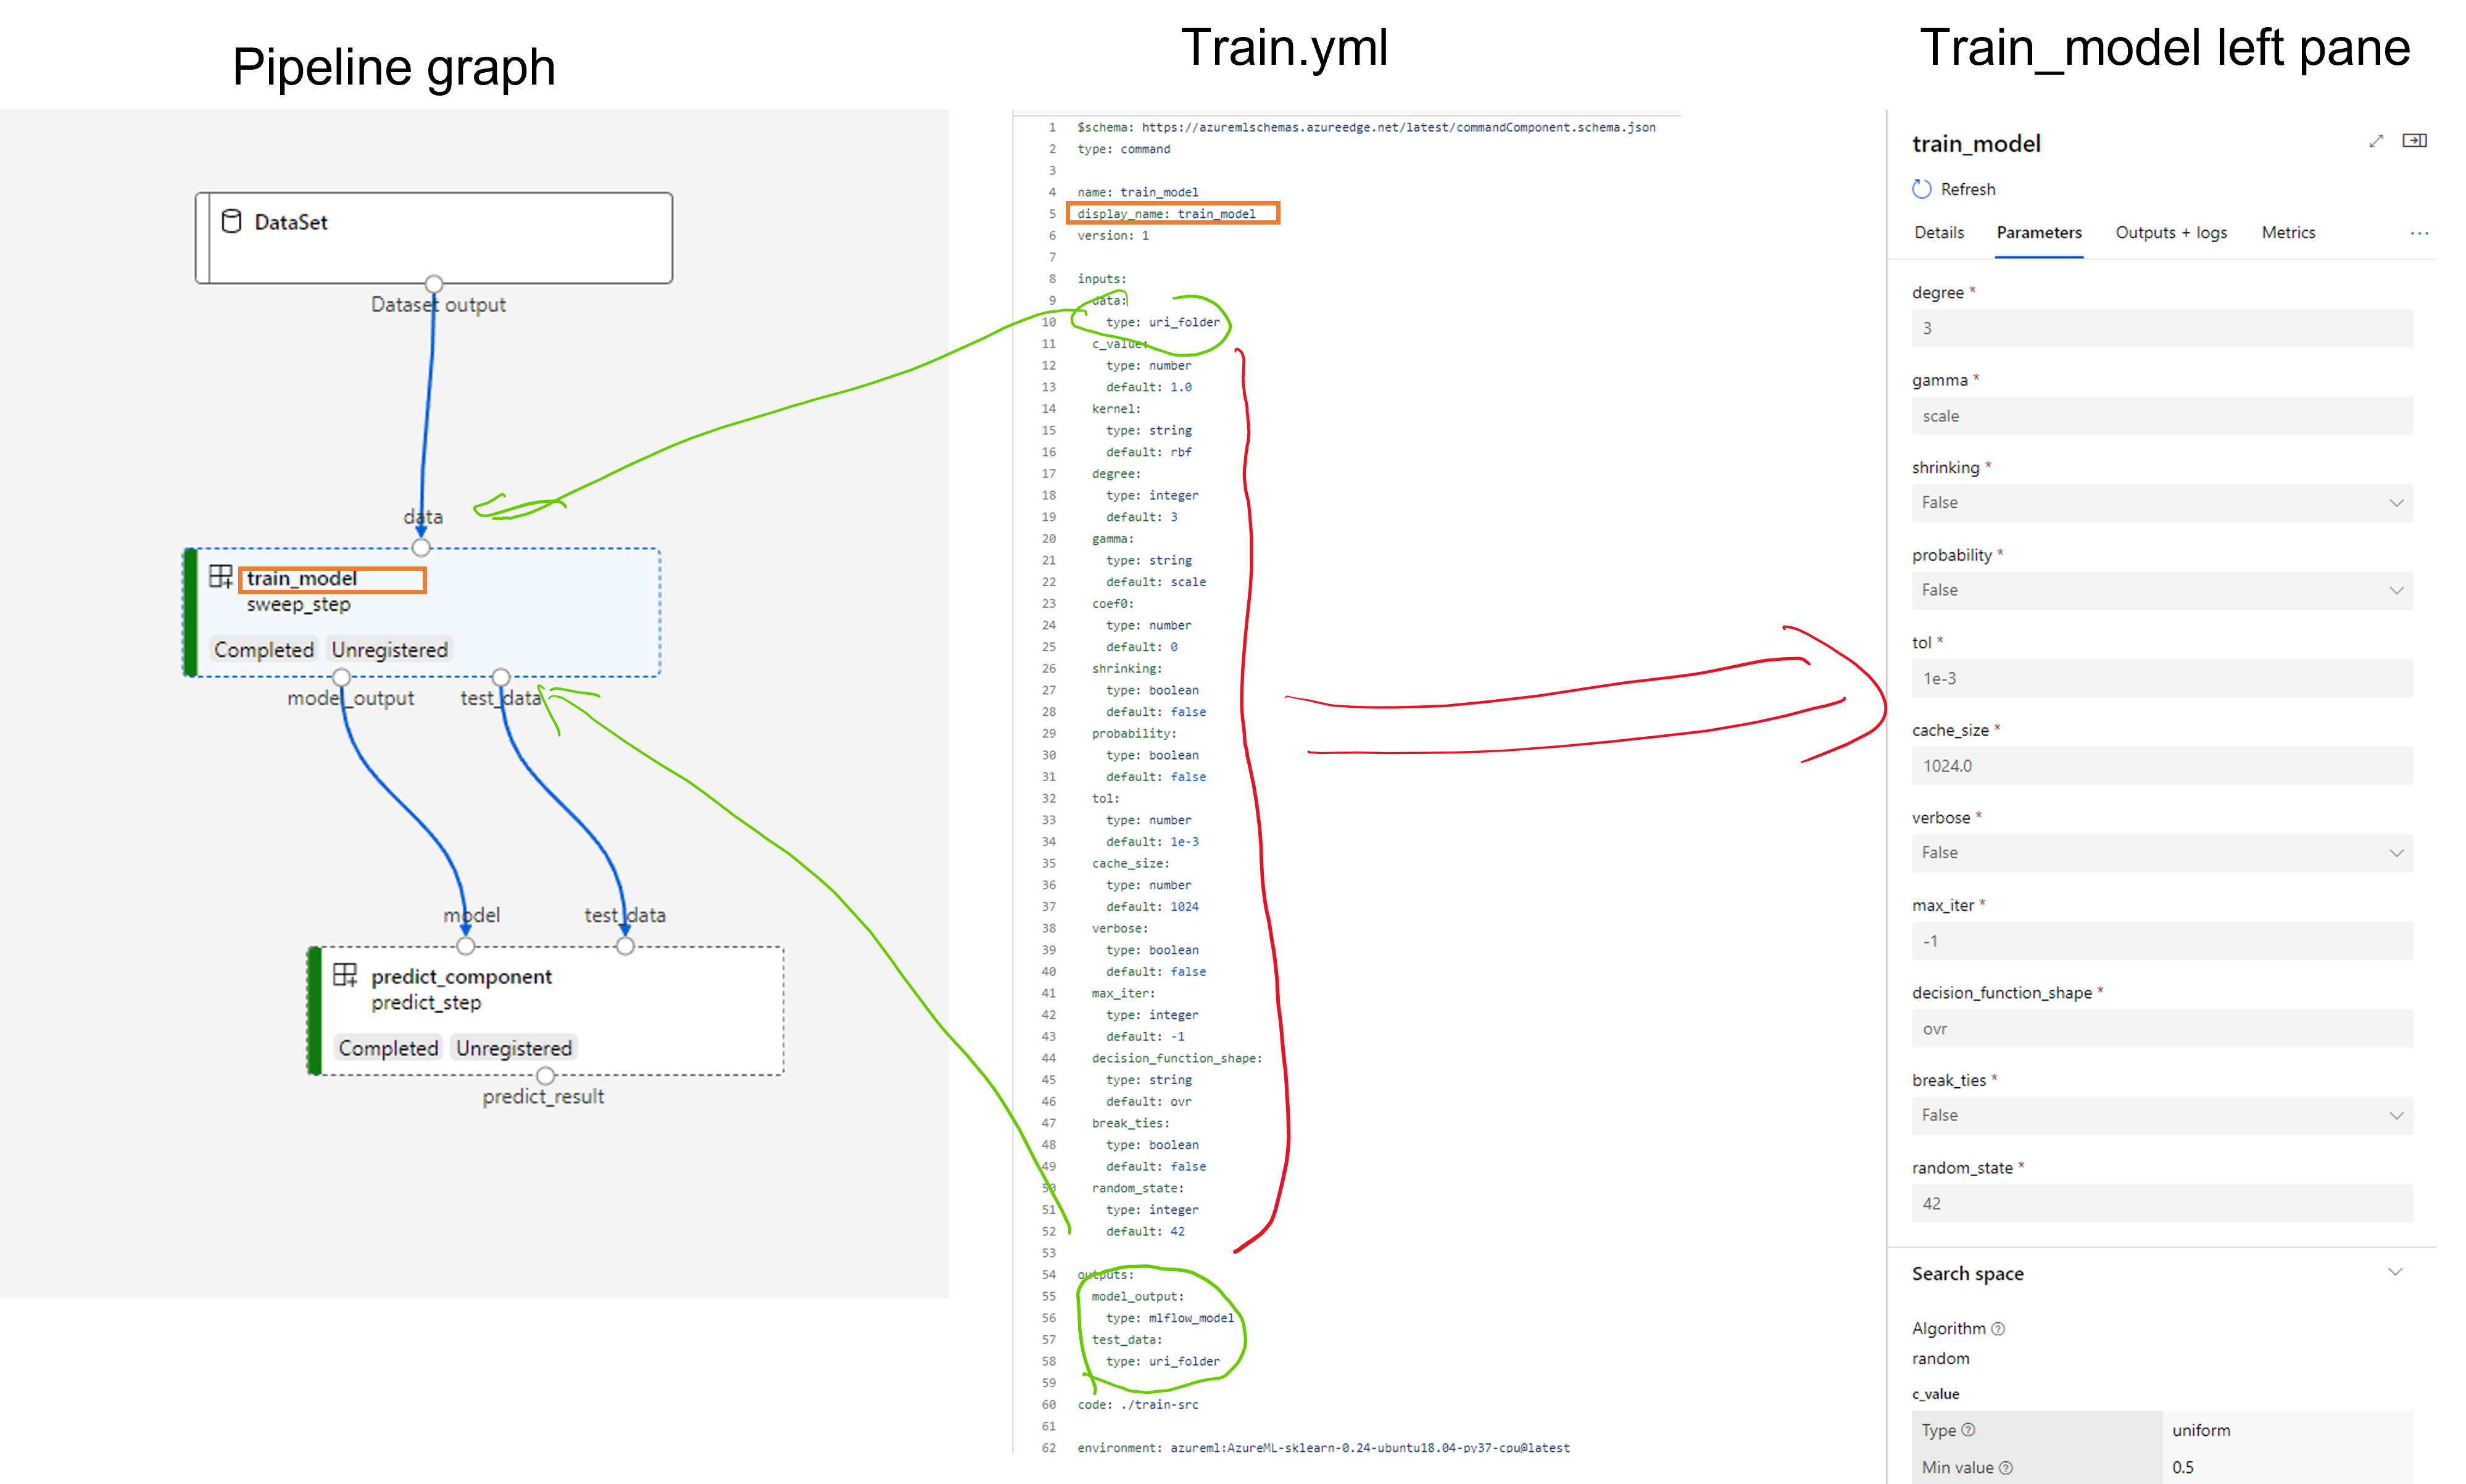 Pipeline graph
Train.yml
Train_model left pane
DataSet
Dataset output
data
train_model
sweep_step
Completed Unregistered
model_output test_data
model test_data
predict_component
predict_step
Completed Unregistered
predict_result
1 $schema: https://azuremlschemas.azureedge.net/latest/commandComponent.schema.json
2 type: command
3
4 name: train_model
5 display_name: train_model
6 version: 1
7
8 inputs:
9 data:
10 type: uri_folder
11 c_value:
12 type: number
13 default: 1.0
14 kernel:
15 type: string
16 default: rbf
17 degree:
18 type: integer
19 default: 3
20 gamma:
21 type: string
22 default: scale
23 coef0:
24 type: number
25 default: 0
26 shrinking:
27 type: boolean
28 default: false
29 probability:
30 type: boolean
31 default: false
32 tol:
33 type: number
34 default: 1e-3
35 cache_size:
36 type: number
37 default: 1024
38 verbose:
39 type: boolean
40 default: false
41 max_iter:
42 type: integer
43 default: -1
44 decision_function_shape:
45 type: string
46 default: ovr
47 break_ties:
48 type: boolean
49 default: false
50 random_state:
51 type: integer
52 default: 42
53
54 outputs:
55 model_output:
56 type: mlflow_model
57 test_data:
58 type: uri_folder
59
60 code: ./train-src
61
62 environment: azureml:AzureML-sklearn-0.24-ubuntu18.04-py37-cpu@latest
train_model
Refresh
Details Parameters Outputs + logs Metrics ...
degree *
3
gamma *
scale
shrinking *
False
probability *
False
tol *
1e-3
cache_size *
1024.0
verbose *
False
max_iter *
-1
decision_function_shape *
ovr
break_ties *
False
random_state *
42
Search space
Algorithm
random
c_value
Type uniform
Min value 0.5